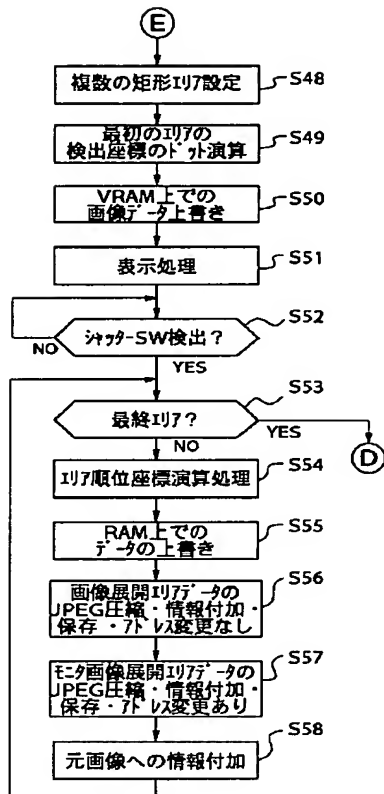 E
複数の矩形エリア設定
S48
最初のエリアの
検出座標のドット演算
S49
VRAM上での
画像データ上書き
S50
表示処理
S51
シャッターSW検出?
S52
NO
YES
最終エリア?
S53
YES
NO
D
エリア順位座標演算処理
S54
RAM上での
データの上書き
S55
画像展開エリアデータの
JPEG圧縮・情報付加・
保存・アドレス変更なし
S56
モニタ画像展開エリアデータの
JPEG圧縮・情報付加・
保存・アドレス変更あり
S57
元画像への情報付加
S58